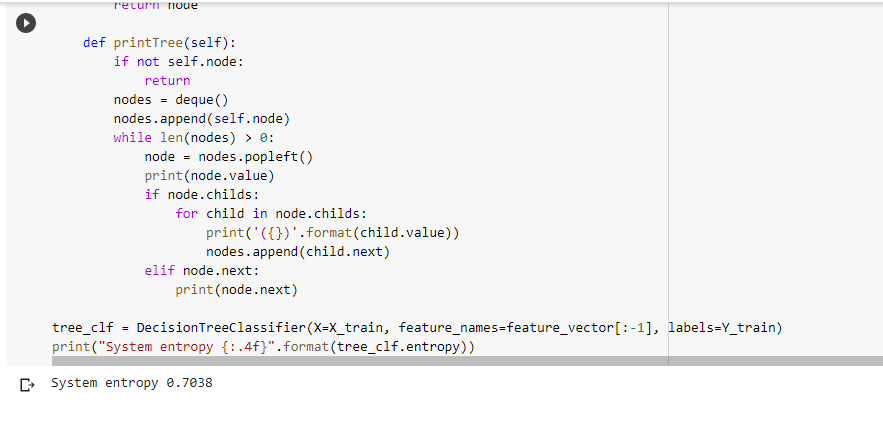 return node
def printTree(self):
if not self.node:
return
nodes = deque()
nodes.append(self.node)
while len(nodes) > 0:
node = nodes.popleft()
print(node.value)
if node.childs:
for child in node.childs:
print('({})'.format(child.value))
nodes.append(child.next)
elif node.next:
print(node.next)
tree_clf = DecisionTreeClassifier(X=X_train, feature_names=feature_vector[:-1], labels=Y_train)
print("System entropy {:.4f}".format(tree_clf.entropy))
System entropy 0.7038